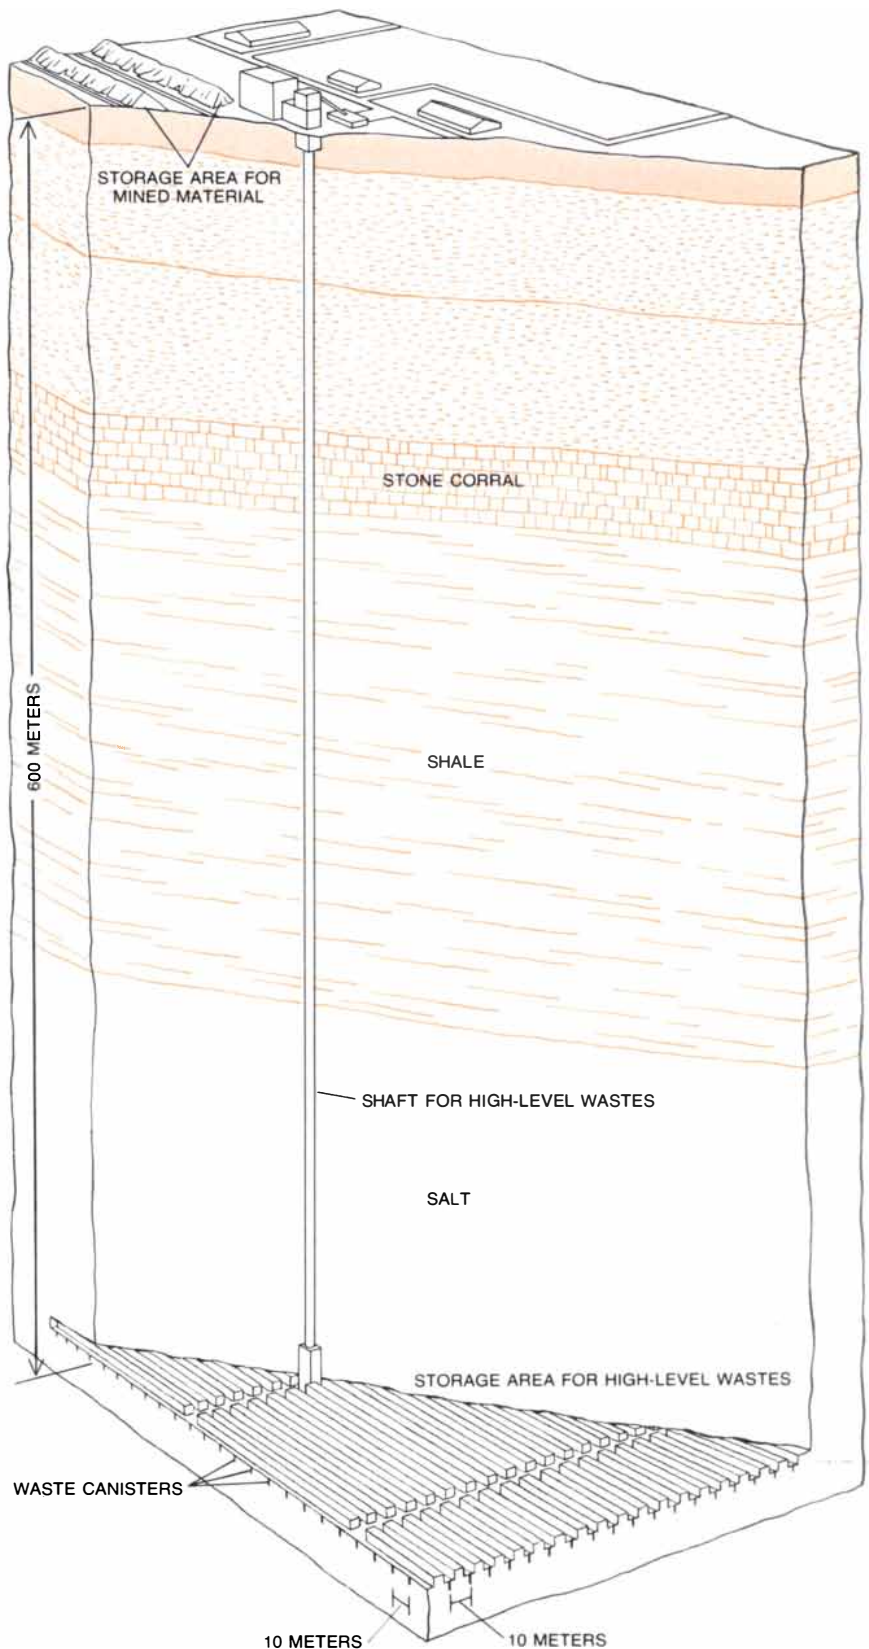 STORAGE AREA FOR
MINED MATERIAL
STONE CORRAL
600 METERS
SHALE
SHAFT FOR HIGH-LEVEL WASTES
SALT
STORAGE AREA FOR HIGH-LEVEL WASTES
WASTE CANISTERS
10 METERS
10 METERS